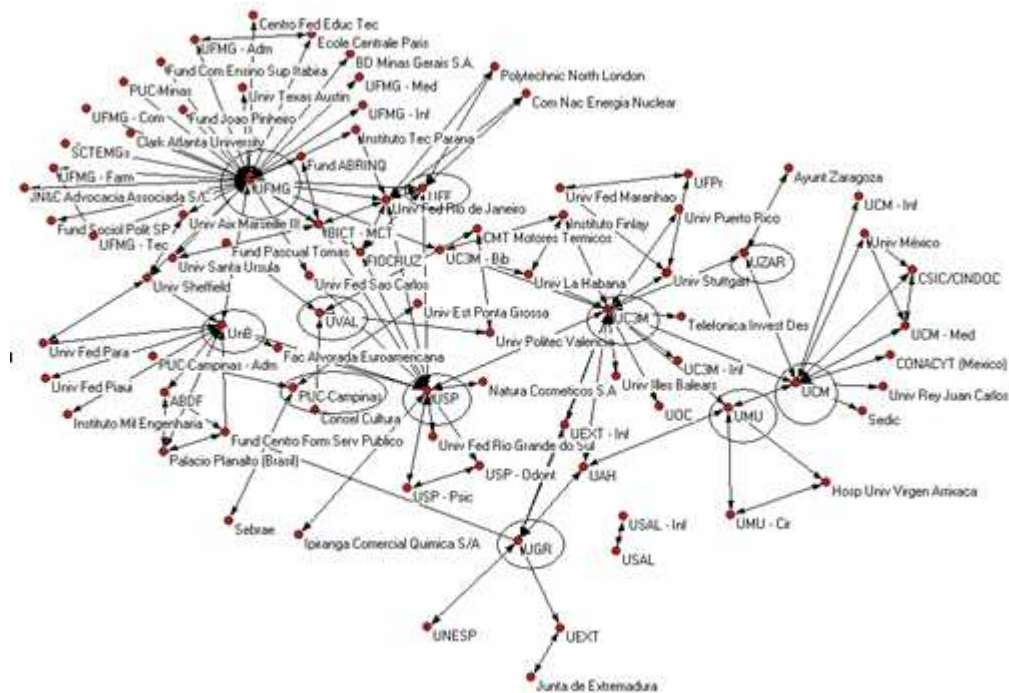 Centro Fed Educ Tec
UFMG - Adm
Ecole Centrale Paris
Fund Com Ensino Sup Itabira
BD Minas Gerais S.A.
Polytechnic North London
PUC-Minas
Univ Texas Austin
UFMG - Med
Com Nac Energia Nuclear
UFMG - Com
Fund Joao Pinheiro
UFMG - Inf
Clark Atlanta University
Instituto Tec Parana
SCTEMGs
Fund ABRINQ
UFMG - Farm
UFMG
UFF
UFPr
Ayunt Zaragoza
JN&C Advocacia Associada S/C
Univ Fed Rio de Janeiro
Univ Fed Maranhao
UCM - Inf
Fund Sociol Polit SP
Univ Aix Marseille III
IBICT - MCT
Instituto Finlay
Univ Puerto Rico
UFMG - Tec
Fund Pascual Tomas
FIOCRUZ
CMT Motores Termicos
UC3M - Bib
UZAR
Univ México
Univ Santa Ursula
Univ Fed Sao Carlos
Univ La Habana
Univ Stuttgart
CSIC/CINDOC
Univ Sheffield
Univ Est Ponta Grossa
UnB
UVAL
UC3M
Telefonica Invest Des
UCM - Med
Univ Politec Valencia
Univ Fed Para
Fac Alvorada Euroamericana
PUC-Campinas - Adm
UC3M - Inf
CONACYT (Mexico)
Univ Fed Piaui
ABDF
PUC-Campinas
USP
Natura Cosmeticos S.A
Univ Illes Balears
UCM
Univ Rey Juan Carlos
Instituto Mil Engenharia
Consel Cultura
UOC
UMU
Sedic
Fund Centro Form Serv Publico
Univ Fed Rio Grande do Sul
UEXT - Inf
Palacio Planalto (Brasil)
USP - Odont
UAH
USP - Psic
Hosp Univ Virgen Arrixaca
Sebrae
Ipiranga Comercial Quimica S/A
UGR
USAL - Inf
UMU - Cir
USAL
UNESP
UEXT
Junta de Extremadura